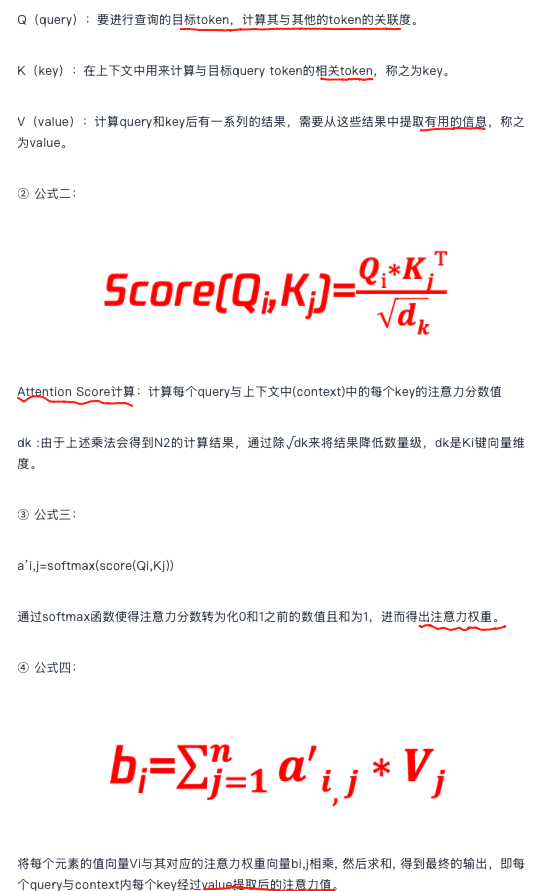 Q（query）：要进行查询的目标token，计算其与其他的token的关联度。
K（key）：在上下文中用来计算与目标query token的相关token，称之为key。
V（value）：计算query和key后有一系列的结果，需要从这些结果中提取有用的信息，称之
为value。
② 公式二：
Score(Qi,Kj)=Qi*KjT/√dk
Attention Score计算：计算每个query与上下文中(context)中的每个key的注意力分数值
dk :由于上述乘法会得到N2的计算结果，通过除√dk来将结果降低数量级，dk是Ki键向量维
度。
③ 公式三：
a'i,j=softmax(score(Qi,Kj))
通过softmax函数使得注意力分数转为化0和1之前的数值且和为1，进而得出注意力权重。
④ 公式四：
bi=∑nj=1 a'i,j * Vj
将每个元素的值向量Vi与其对应的注意力权重向量bi,j相乘, 然后求和, 得到最终的输出，即每
个query与context内每个key经过value提取后的注意力值。